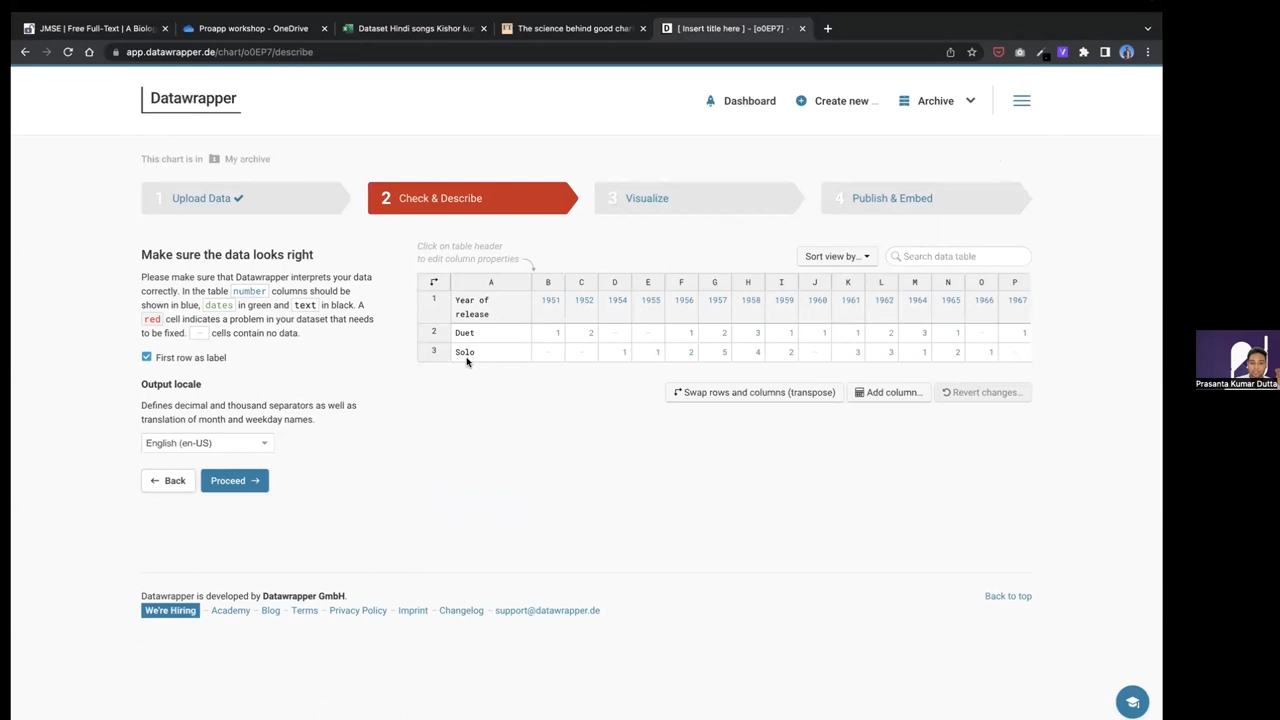 JMSE | Free Full-Text | A Biolog
Proapp workshop - OneDrive
Dataset Hindi songs Kishor ku
The science behind good char
[ Insert title here ] - [o0EP7] -
app.datawrapper.de/chart/o0EP7/describe
Datawrapper
Dashboard
Create new ...
Archive
This chart is in My archive
1 Upload Data
2 Check & Describe
3 Visualize
4 Publish & Embed
Make sure the data looks right
Please make sure that Datawrapper interprets your data
correctly. In the table number columns should be
shown in blue, dates in green and text in black. A
red cell indicates a problem in your dataset that needs
to be fixed. – cells contain no data.
First row as label
Output locale
Defines decimal and thousand separators as well as
translation of month and weekday names.
English (en-US)
← Back
Proceed →
Click on table header
to edit column properties
Sort view by...
Search data table
A B C D E F G H I J K L M N O P
1 Year of release 1951 1952 1954 1955 1956 1957 1958 1959 1960 1961 1962 1964 1965 1966 1967
2 Duet 1 2 – – 1 2 3 1 1 1 2 3 1 – 1
3 Solo – – 1 1 2 5 4 2 – 3 3 1 2 1 –
Swap rows and columns (transpose)
Add column...
Revert changes...
Datawrapper is developed by Datawrapper GmbH.
Back to top
We're Hiring – Academy – Blog – Terms – Privacy Policy – Imprint – Changelog – support@datawrapper.de
Prasanta Kumar Dutta